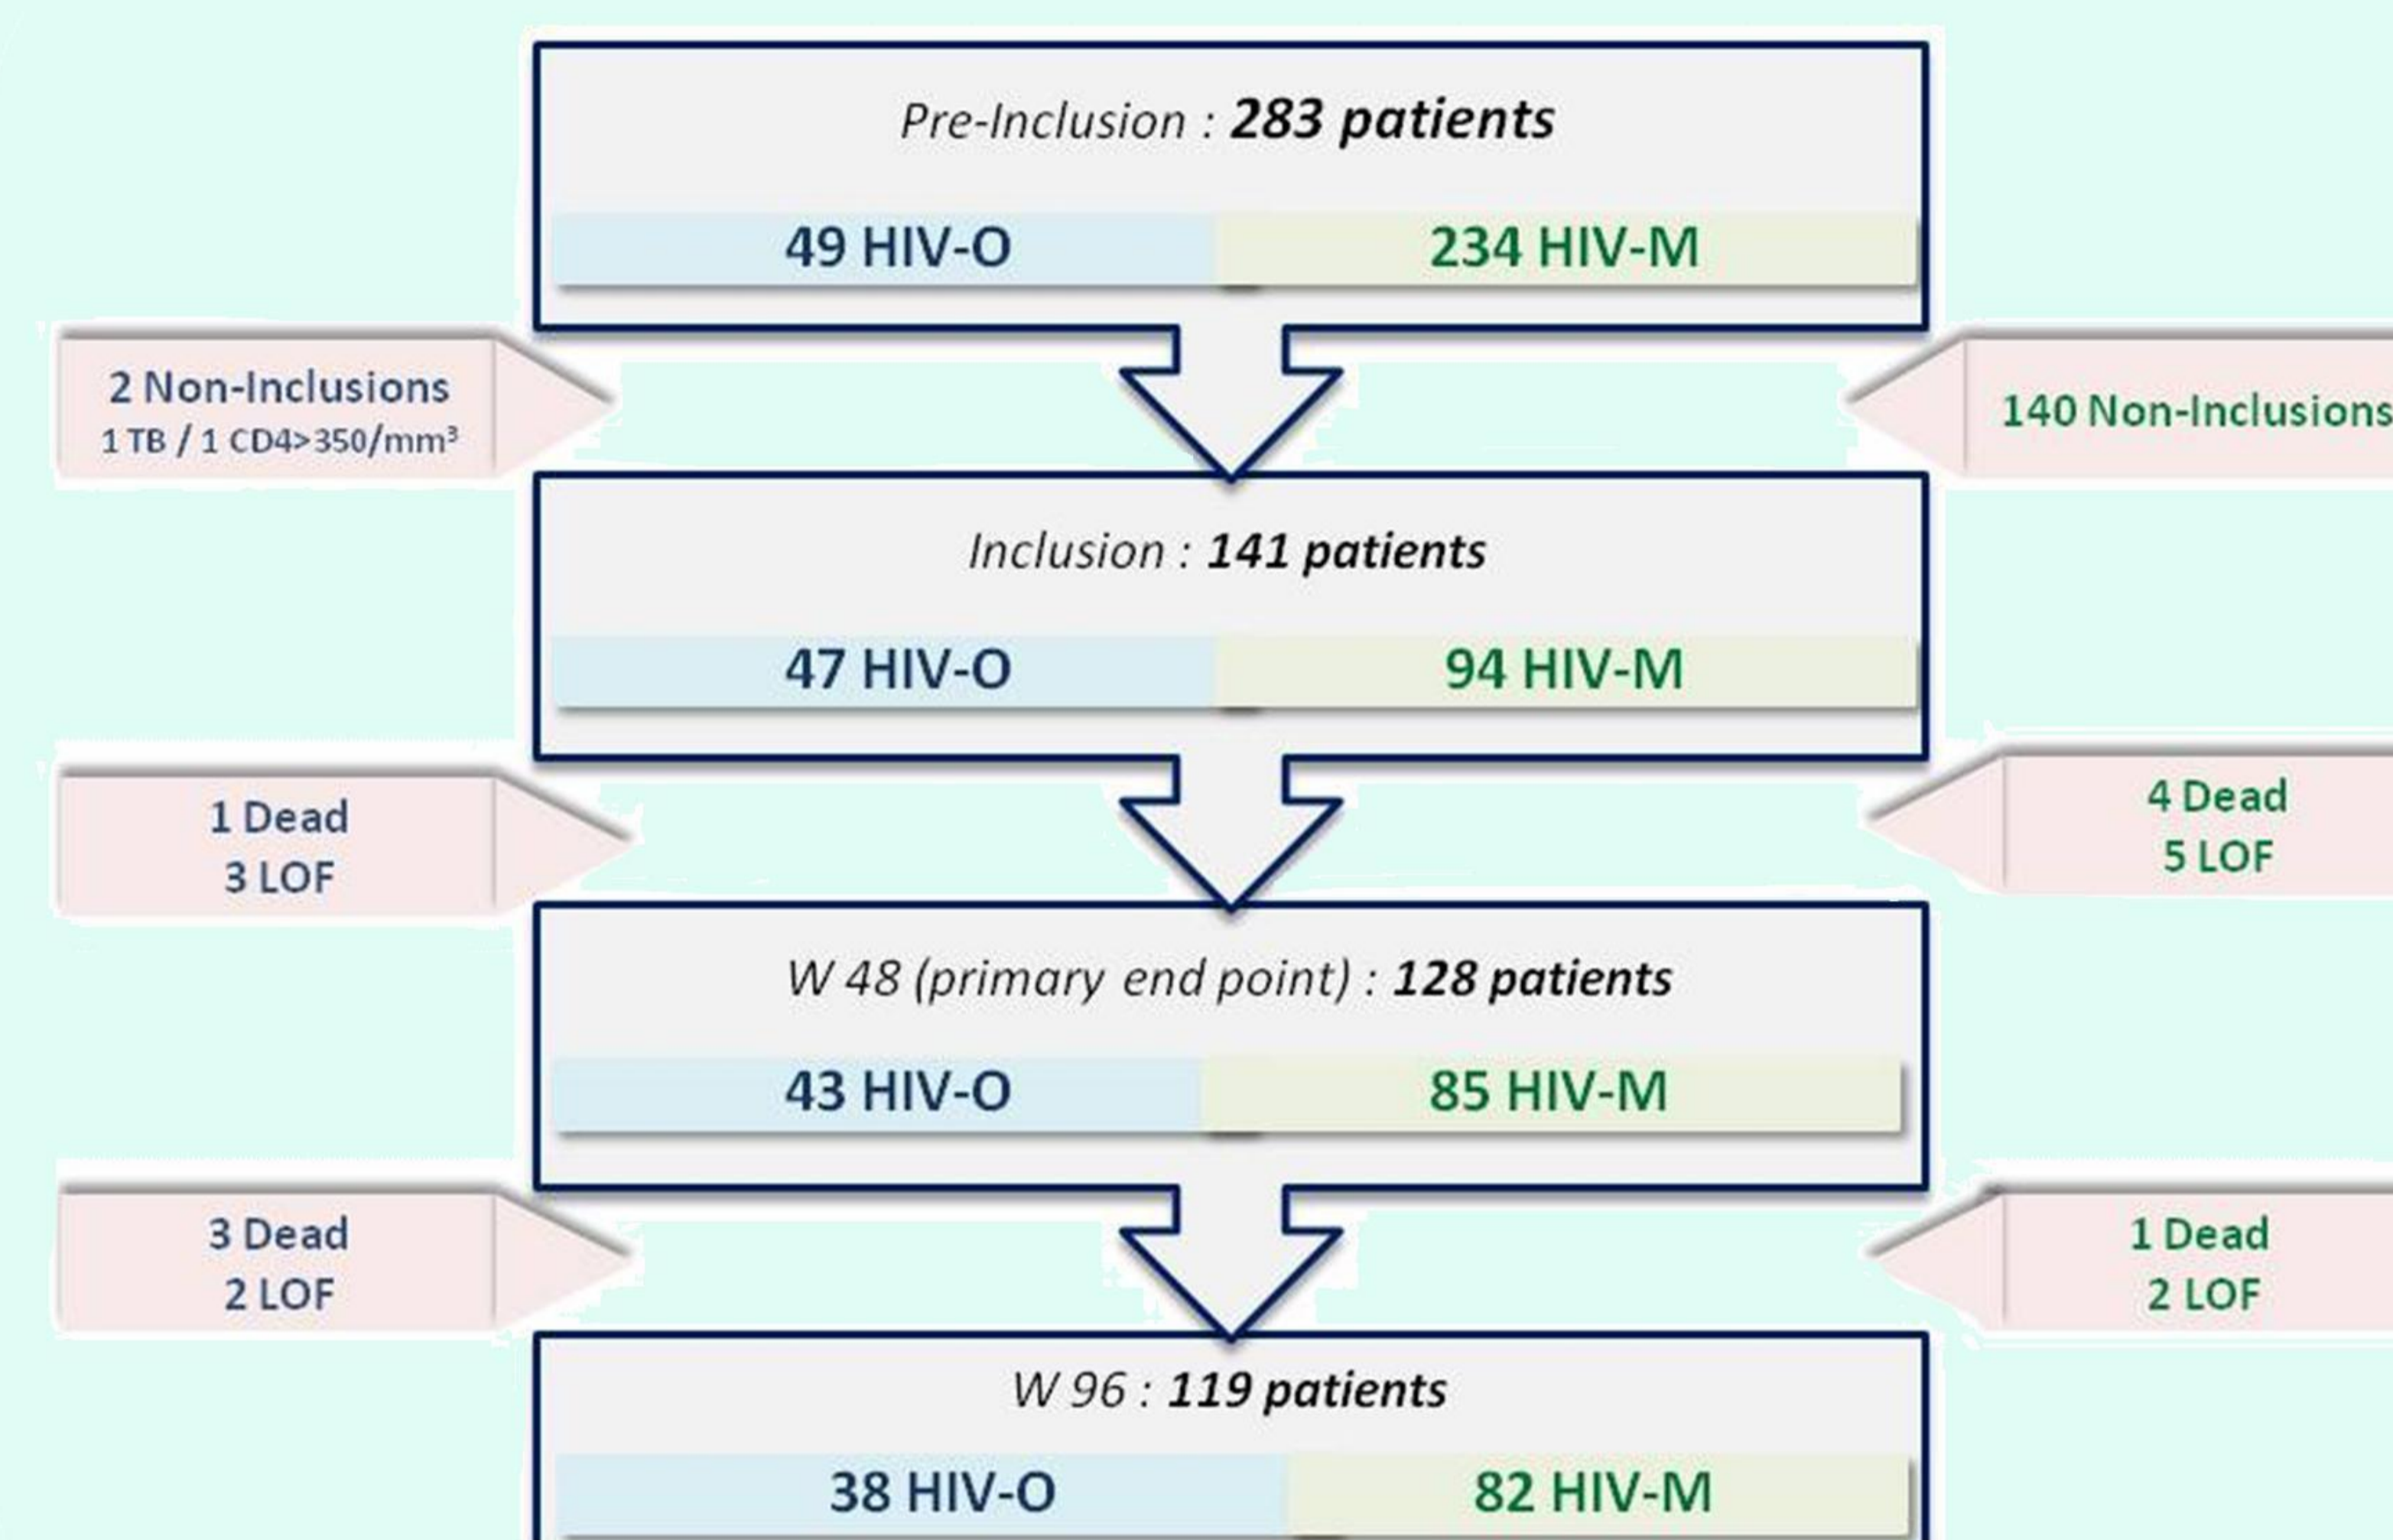 Pre-Inclusion : 283 patients
49 HIV-O
234 HIV-M
2 Non-Inclusions
1 TB / 1 CD4>350/mm³
140 Non-Inclusions
Inclusion : 141 patients
47 HIV-O
94 HIV-M
1 Dead
3 LOF
4 Dead
5 LOF
W 48 (primary end point) : 128 patients
43 HIV-O
85 HIV-M
3 Dead
2 LOF
1 Dead
2 LOF
W 96 : 119 patients
38 HIV-O
82 HIV-M